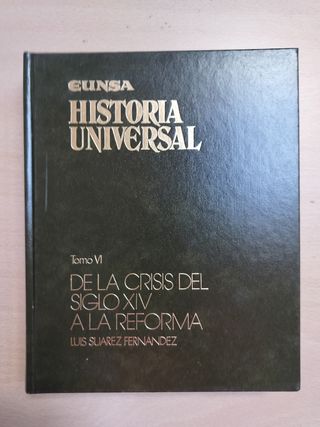 EUNSA
HISTORIA
UNIVERSAL
Tomo VI
DE LA CRISIS DEL
SIGLO XIV
A LA REFORMA
LUIS SUAREZ FERNANDEZ